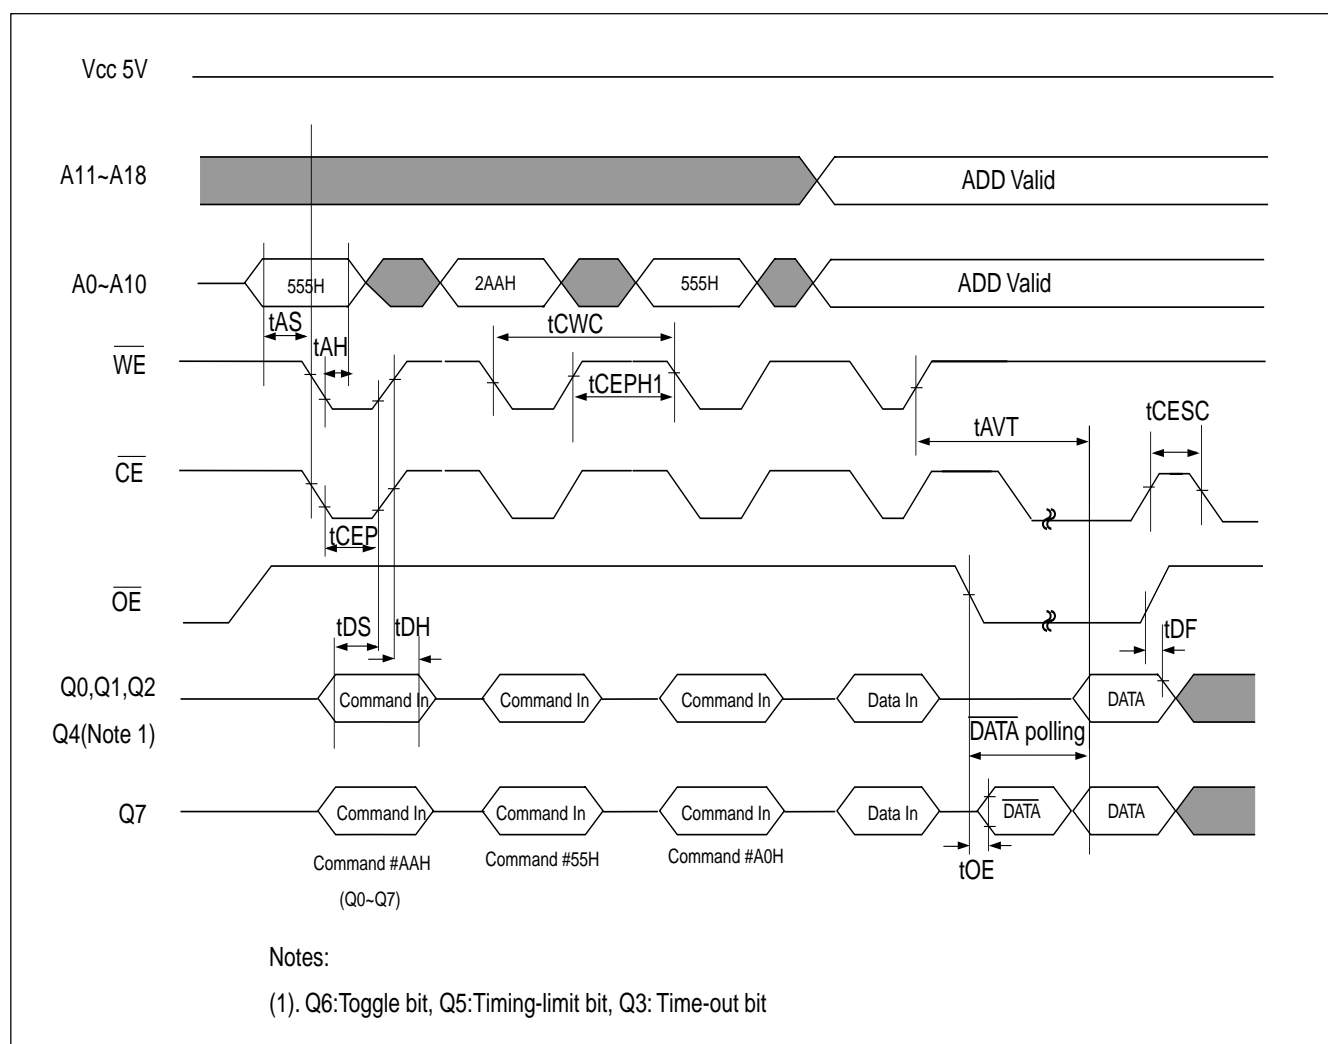 Vcc 5V
A11~A18
ADD Valid
A0~A10
555H
2AAH
555H
ADD Valid
tAS
tCWC
tAH
WE
tCEPH1
tCESC
tAVT
CE
tCEP
OE
tDS
tDH
tDF
Q0,Q1,Q2
Command In
Command In
Command In
Data In
DATA
Q4(Note 1)
DATA polling
Q7
Command In
Command In
Command In
Data In
DATA
DATA
Command #AAH
Command #55H
Command #A0H
tOE
(Q0~Q7)
Notes:
(1). Q6:Toggle bit, Q5:Timing-limit bit, Q3: Time-out bit